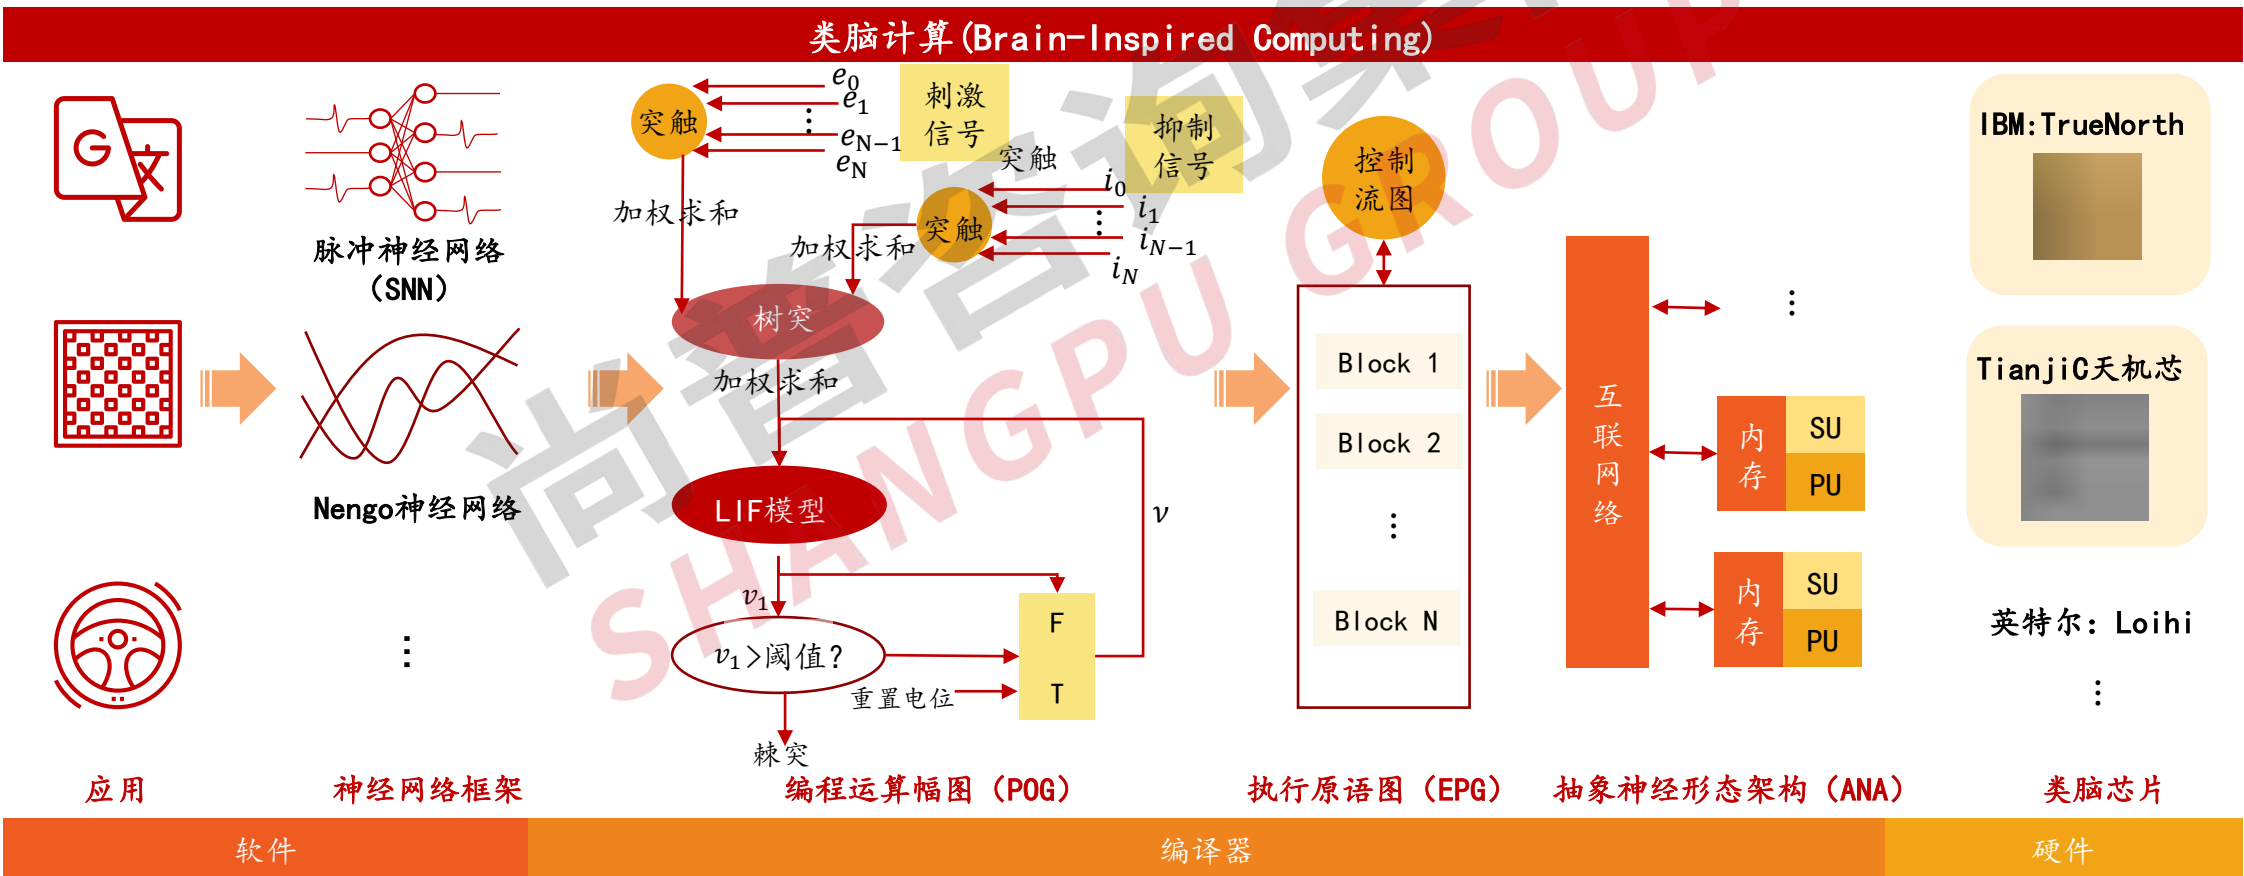 类脑计算(Brain-Inspired Computing)
G
文
脉冲神经网络
（SNN）
Nengo神经网络
⋮
突触
e0
e1
⋮
eN−1
eN
刺激
信号
加权求和
突触
抑制
信号
突触
i0
i1
⋮
iN−1
iN
加权求和
树突
加权求和
LIF模型
v
v1
v1>阈值?
F
T
重置电位
棘突
控制
流图
Block 1
Block 2
⋮
Block N
互
联
网
络
⋮
内
存
SU
PU
内
存
SU
PU
IBM:TrueNorth
TianjiC天机芯
英特尔：Loihi
⋮
应用
神经网络框架
编程运算幅图（POG）
执行原语图（EPG）
抽象神经形态架构（ANA）
类脑芯片
软件
编译器
硬件
尚普咨询集
SHANGPU GROUP